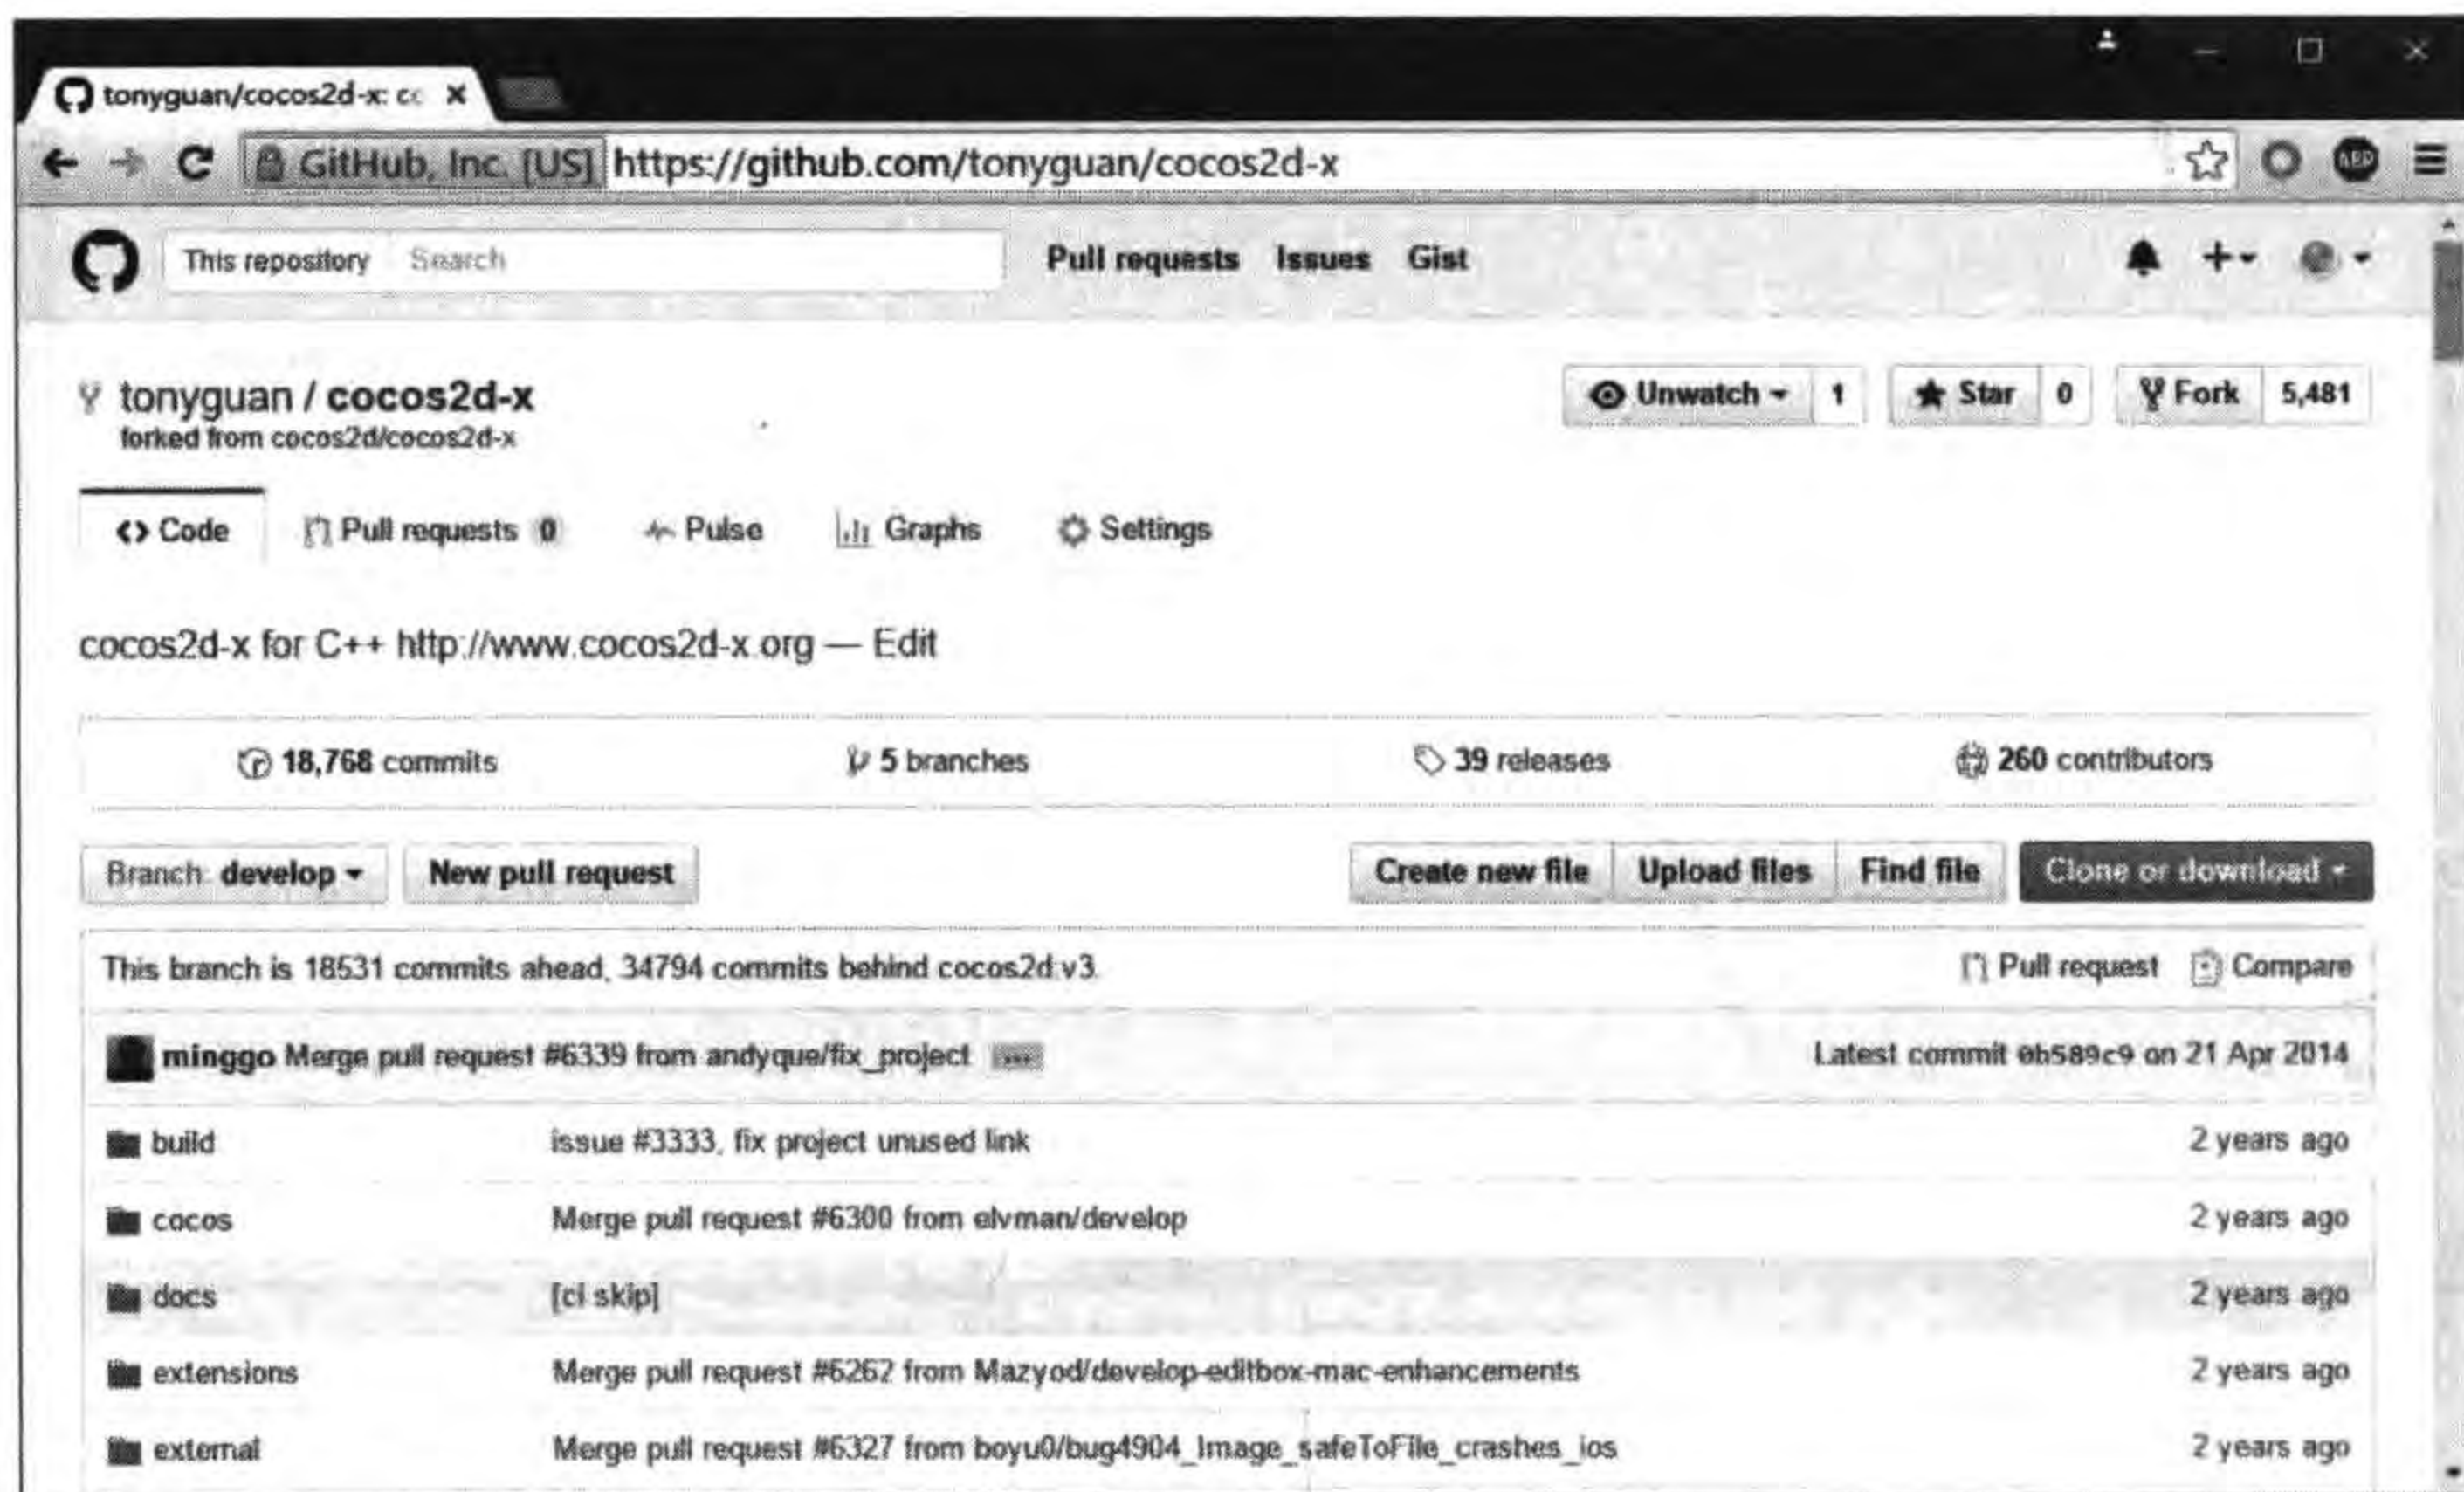 tonyguan/cocos2d-x: cc
GitHub, Inc. [US] https://github.com/tonyguan/cocos2d-x
ABP
This repository Search Pull requests Issues Gist
tonyguan / cocos2d-x Unwatch 1 Star 0 Fork 5,481
forked from cocos2d/cocos2d-x
Code Pull requests 0 Pulse Graphs Settings
cocos2d-x for C++ http://www.cocos2d-x.org — Edit
18,768 commits 5 branches 39 releases 260 contributors
Branch: develop New pull request Create new file Upload files Find file Clone or download
This branch is 18531 commits ahead, 34794 commits behind cocos2d:v3. Pull request Compare
minggo Merge pull request #6339 from andyque/fix_project ... Latest commit 0b589c9 on 21 Apr 2014
build issue #3333, fix project unused link 2 years ago
cocos Merge pull request #6300 from elvman/develop 2 years ago
docs [ci skip] 2 years ago
extensions Merge pull request #6262 from Mazyod/develop-editbox-mac-enhancements 2 years ago
external Merge pull request #6327 from boyu0/bug4904_Image_safeToFile_crashes_ios 2 years ago